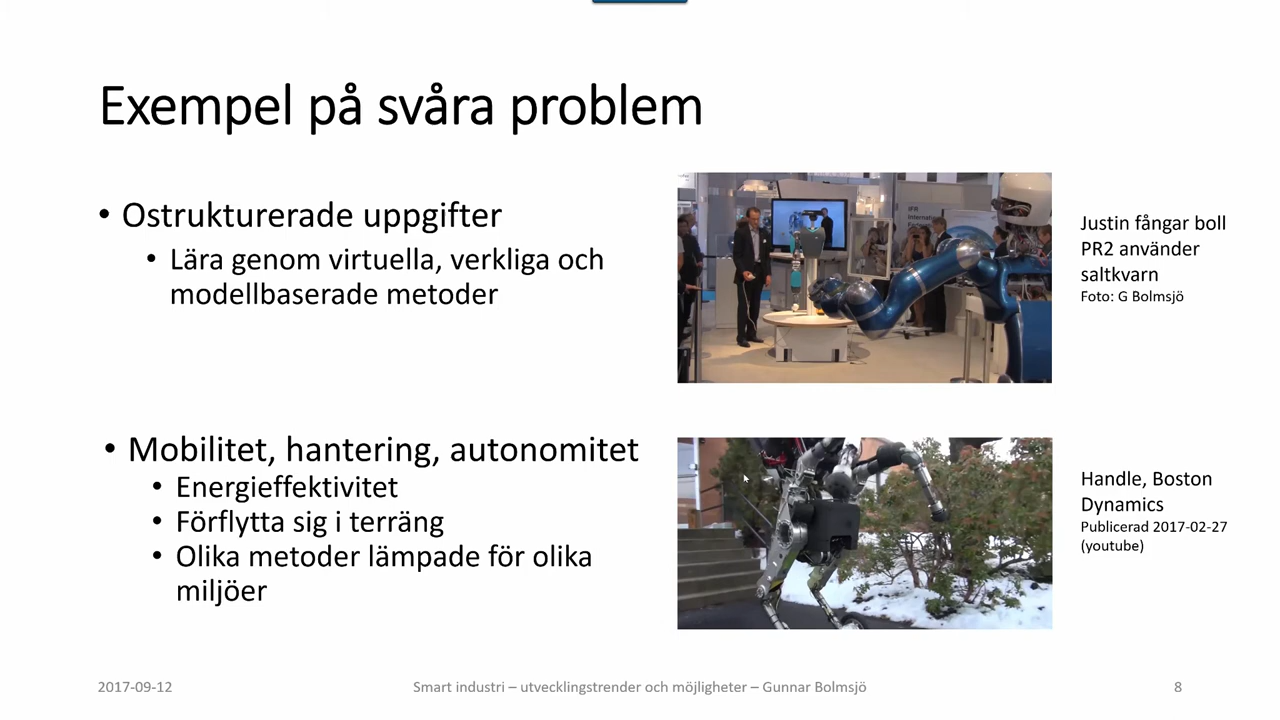 Exempel på svåra problem
• Ostrukturerade uppgifter
• Lära genom virtuella, verkliga och
modellbaserade metoder
IFR
Internation
Justin fångar boll
PR2 använder
saltkvarn
Foto: G Bolmsjö
• Mobilitet, hantering, autonomitet
• Energieffektivitet
• Förflytta sig i terräng
• Olika metoder lämpade för olika
miljöer
Handle, Boston
Dynamics
Publicerad 2017-02-27
(youtube)
2017-09-12
Smart industri – utvecklingstrender och möjligheter – Gunnar Bolmsjö
8